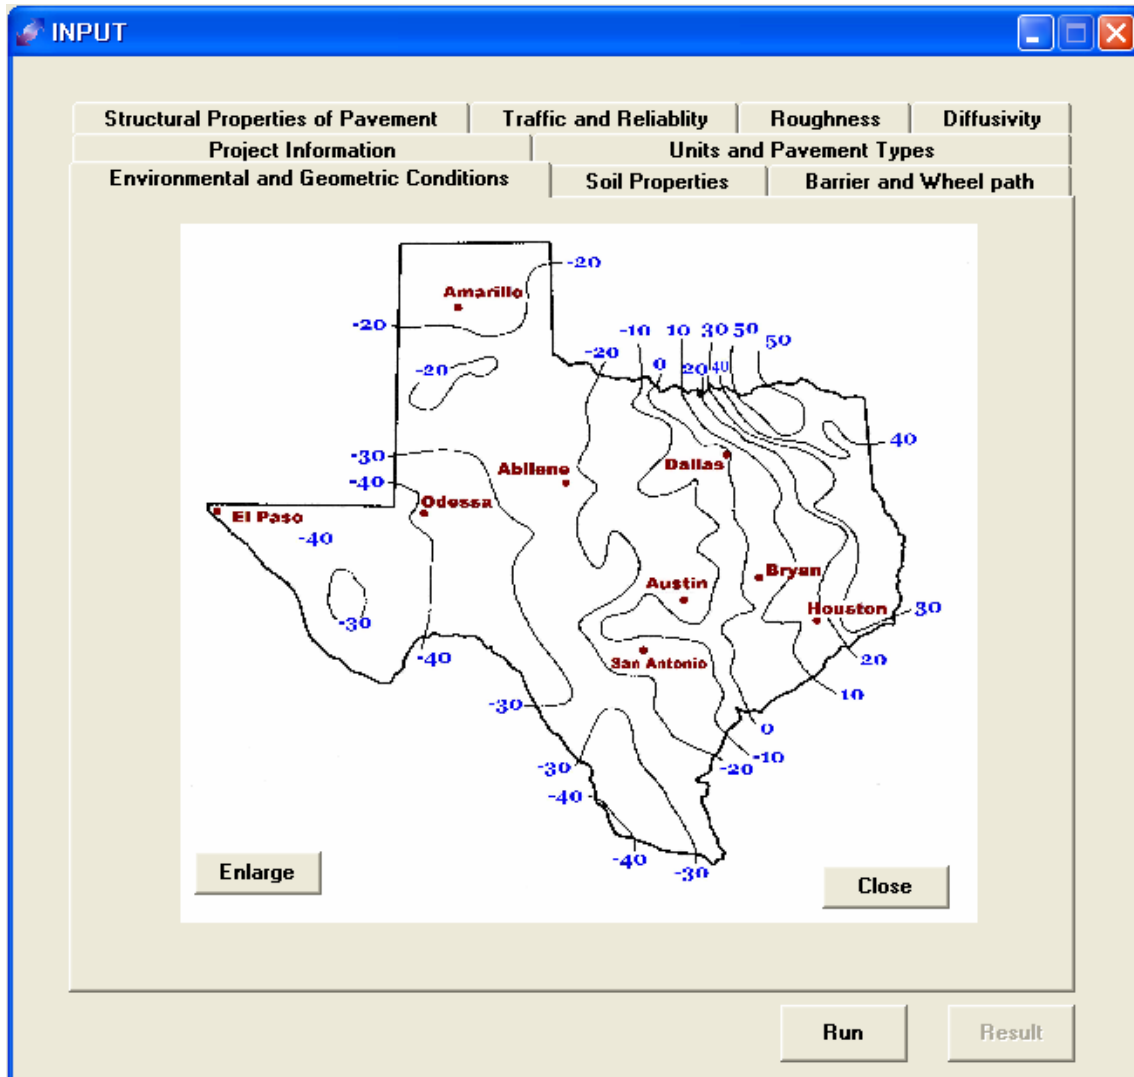 INPUT
Structural Properties of Pavement
Traffic and Reliablity
Roughness
Diffusivity
Project Information
Units and Pavement Types
Environmental and Geometric Conditions
Soil Properties
Barrier and Wheel path
-20
Amarillo
-20
-10 10 30 50
50
-20
0
20 40
-20
40
-30
Abilene
Dallas
-40
Odessa
El Paso
-40
Bryan
Austin
Houston
30
-30
-40
San Antonio
20
10
-30
0
-10
-20
-30
-40
-40
-30
Enlarge
Close
Run
Result